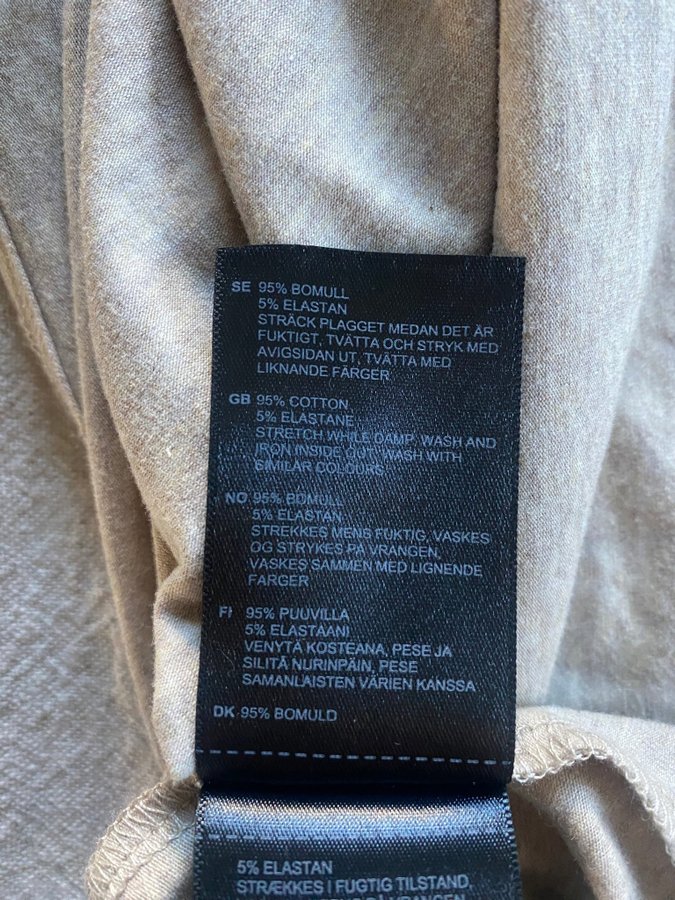 SE 95% BOMULL
5% ELASTAN
STRÄCK PLAGGET MEDAN DET ÄR
FUKTIGT, TVÄTTA OCH STRYK MED
AVIGSIDAN UT, TVÄTTA MED
LIKNANDE FÄRGER
GB 95% COTTON
5% ELASTANE
STRETCH WHILE DAMP, WASH AND
IRON INSIDE OUT, WASH WITH
SIMILAR COLOURS
NO 95% BOMULL
5% ELASTAN
STREKKES MENS FUKTIG, VASKES
OG STRYKES PÅ VRANGEN,
VASKES SAMMEN MED LIGNENDE
FARGER
FI 95% PUUVILLA
5% ELASTAANI
VENYTÄ KOSTEANA, PESE JA
SILITÄ NURINPÄIN, PESE
SAMANLAISTEN VÄRIEN KANSSA
DK 95% BOMULD
5% ELASTAN
STRÆKKES I FUGTIG TILSTAND,